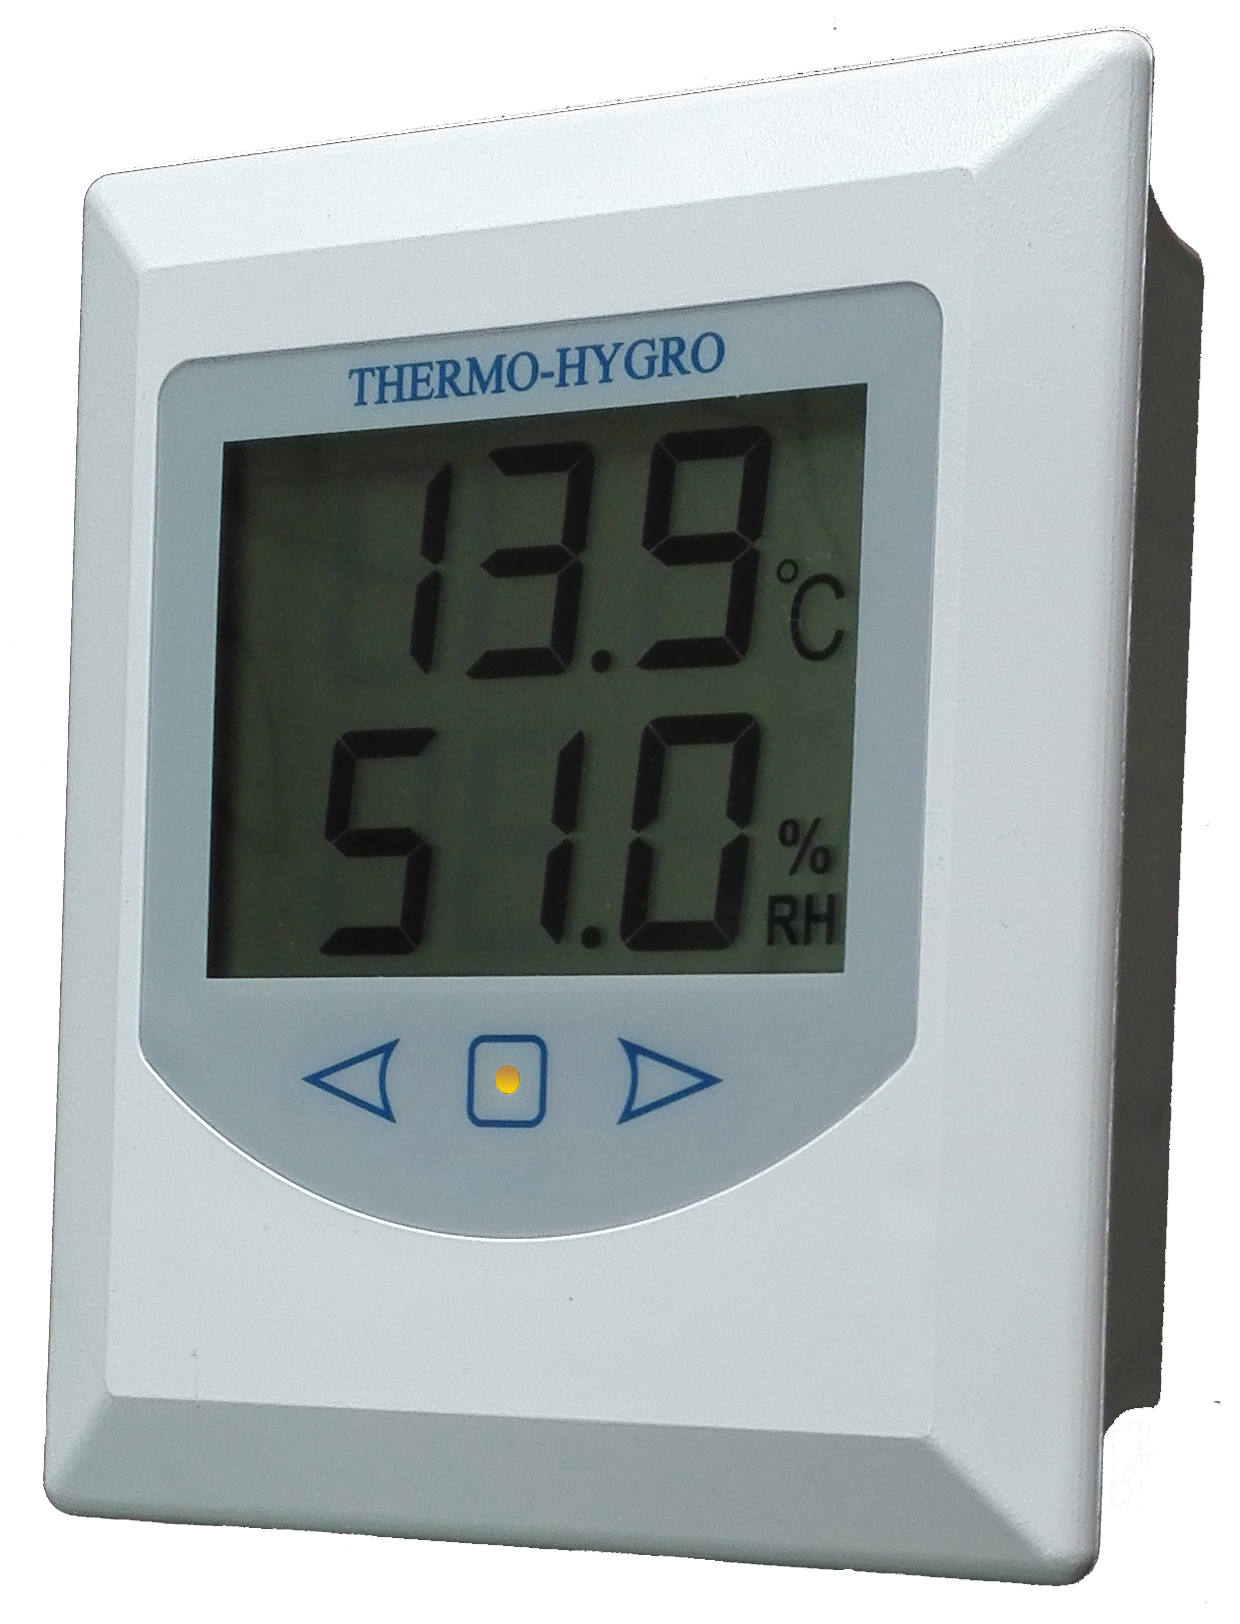 THERMO-HYGRO
13.9 °C
51.0 %
RH